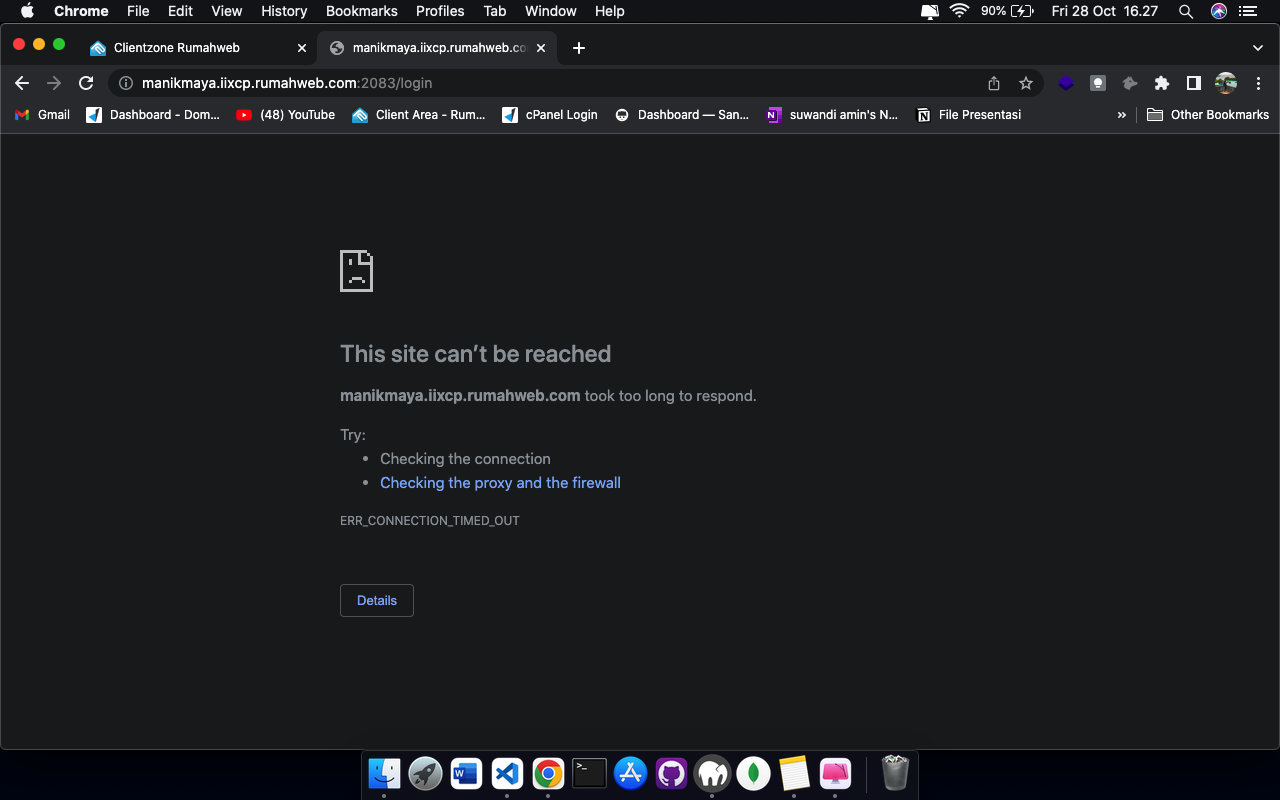 Chrome File Edit View History Bookmarks Profiles Tab Window Help 90% Fri 28 Oct 16.27
Clientzone Rumahweb manikmaya.iixcp.rumahweb.co
manikmaya.iixcp.rumahweb.com:2083/login
Gmail Dashboard - Dom... (48) YouTube Client Area - Rum... cPanel Login Dashboard — San... suwandi amin's N... File Presentasi » Other Bookmarks
This site can’t be reached
manikmaya.iixcp.rumahweb.com took too long to respond.
Try:
• Checking the connection
• Checking the proxy and the firewall
ERR_CONNECTION_TIMED_OUT
Details